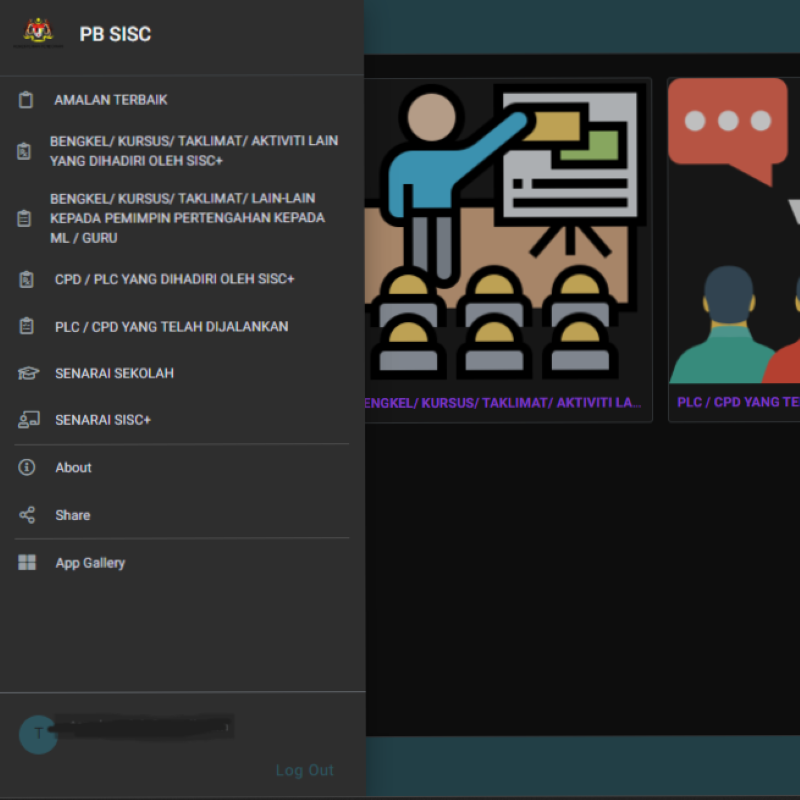 PB SISC
AMALAN TERBAIK
BENGKEL/ KURSUS/ TAKLIMAT/ AKTIVITI LAIN
YANG DIHADIRI OLEH SISC+
BENGKEL/ KURSUS/ TAKLIMAT/ LAIN-LAIN
KEPADA PEMIMPIN PERTENGAHAN KEPADA
ML / GURU
CPD / PLC YANG DIHADIRI OLEH SISC+
PLC / CPD YANG TELAH DIJALANKAN
SENARAI SEKOLAH
SENARAI SISC+
About
Share
App Gallery
T
Log Out
ENGKEL/ KURSUS/ TAKLIMAT/ AKTIVITI LA...
PLC / CPD YANG TE